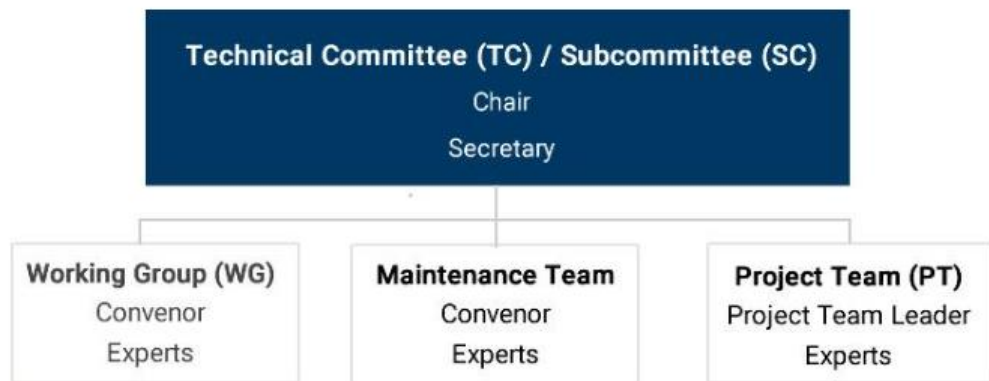 Technical Committee (TC) / Subcommittee (SC)
Chair
Secretary
Working Group (WG)
Convenor
Experts
Maintenance Team
Convenor
Experts
Project Team (PT)
Project Team Leader
Experts